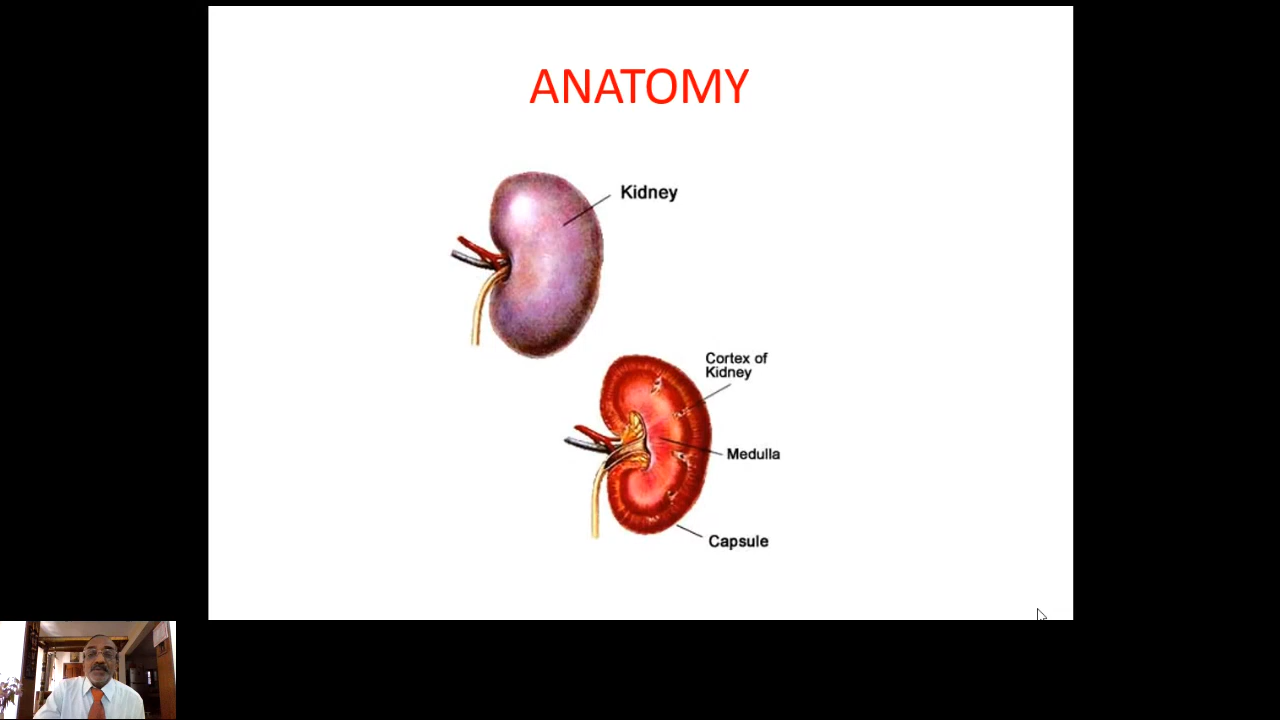 ANATOMY
Kidney
Cortex of
Kidney
Medulla
Capsule